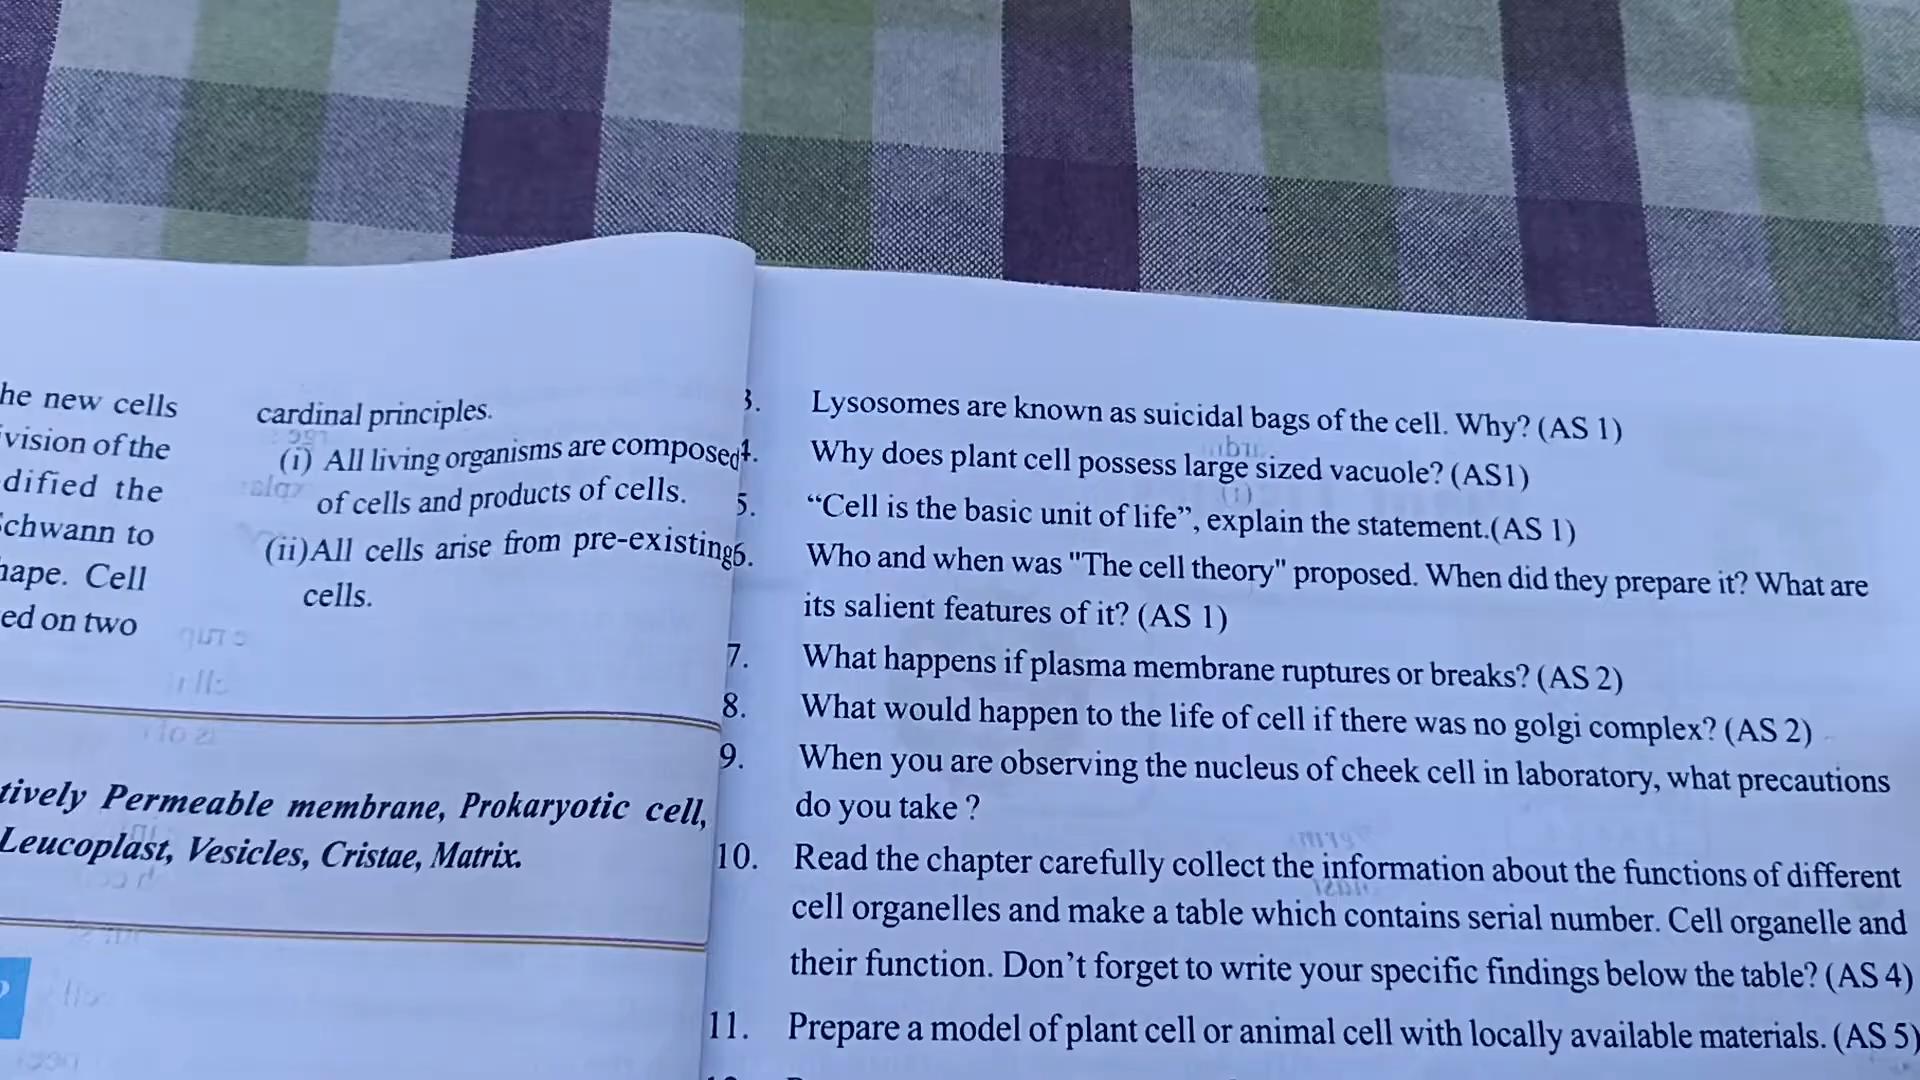 he new cells
vision of the
dified the
chwann to
hape. Cell
ed on two
cardinal principles.
(i) All living organisms are composed
of cells and products of cells.
(ii)All cells arise from pre-existing
cells.
tively Permeable membrane, Prokaryotic cell,
Leucoplast, Vesicles, Cristae, Matrix.
3. Lysosomes are known as suicidal bags of the cell. Why? (AS 1)
4. Why does plant cell possess large sized vacuole? (AS1)
5. “Cell is the basic unit of life”, explain the statement.(AS 1)
6. Who and when was "The cell theory" proposed. When did they prepare it? What are
its salient features of it? (AS 1)
7. What happens if plasma membrane ruptures or breaks? (AS 2)
8. What would happen to the life of cell if there was no golgi complex? (AS 2)
9. When you are observing the nucleus of cheek cell in laboratory, what precautions
do you take ?
10. Read the chapter carefully collect the information about the functions of different
cell organelles and make a table which contains serial number. Cell organelle and
their function. Don’t forget to write your specific findings below the table? (AS 4)
11. Prepare a model of plant cell or animal cell with locally available materials. (AS 5)